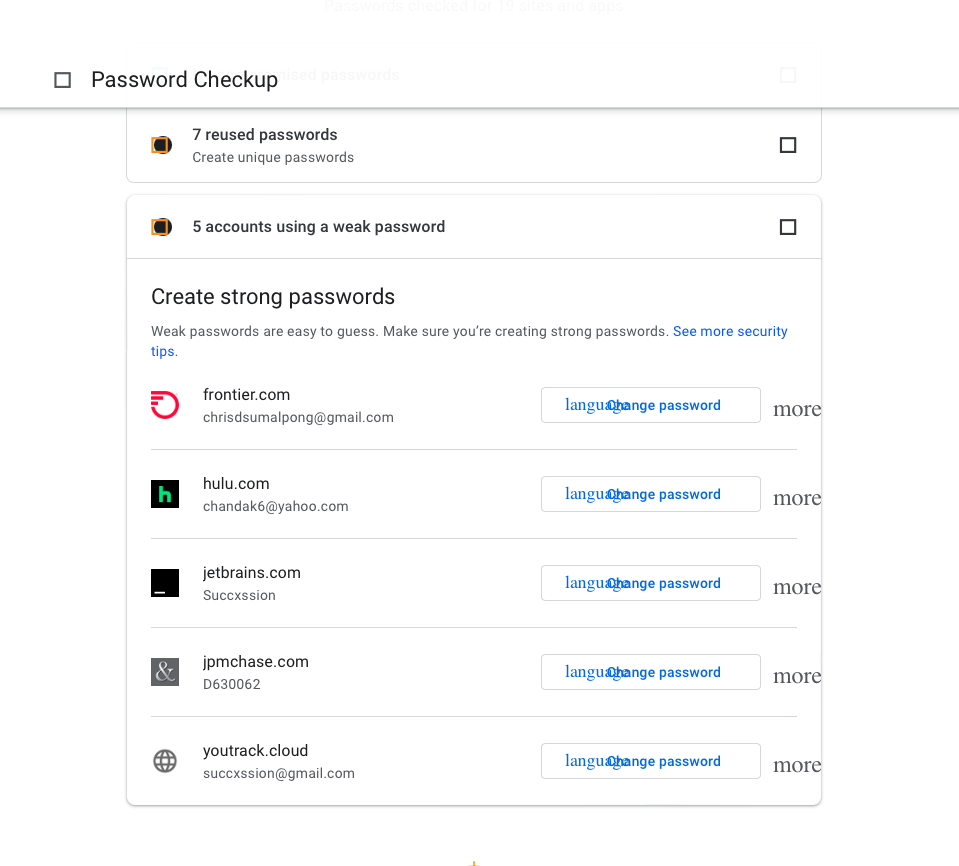 Passwords checked for 19 sites and apps
Password Checkup
7 reused passwords
Create unique passwords
5 accounts using a weak password
Create strong passwords
Weak passwords are easy to guess. Make sure you’re creating strong passwords. See more security
tips.
frontier.com
chrisdsumalpong@gmail.com
language Change password
more
hulu.com
chandak6@yahoo.com
language Change password
more
jetbrains.com
Succxssion
language Change password
more
jpmchase.com
D630062
language Change password
more
youtrack.cloud
succxssion@gmail.com
language Change password
more